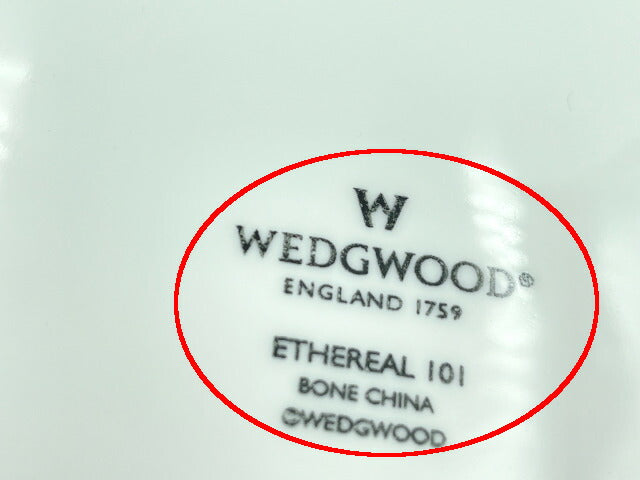 W
WEDGWOOD®
ENGLAND 1759
ETHEREAL 101
BONE CHINA
©WEDGWOOD